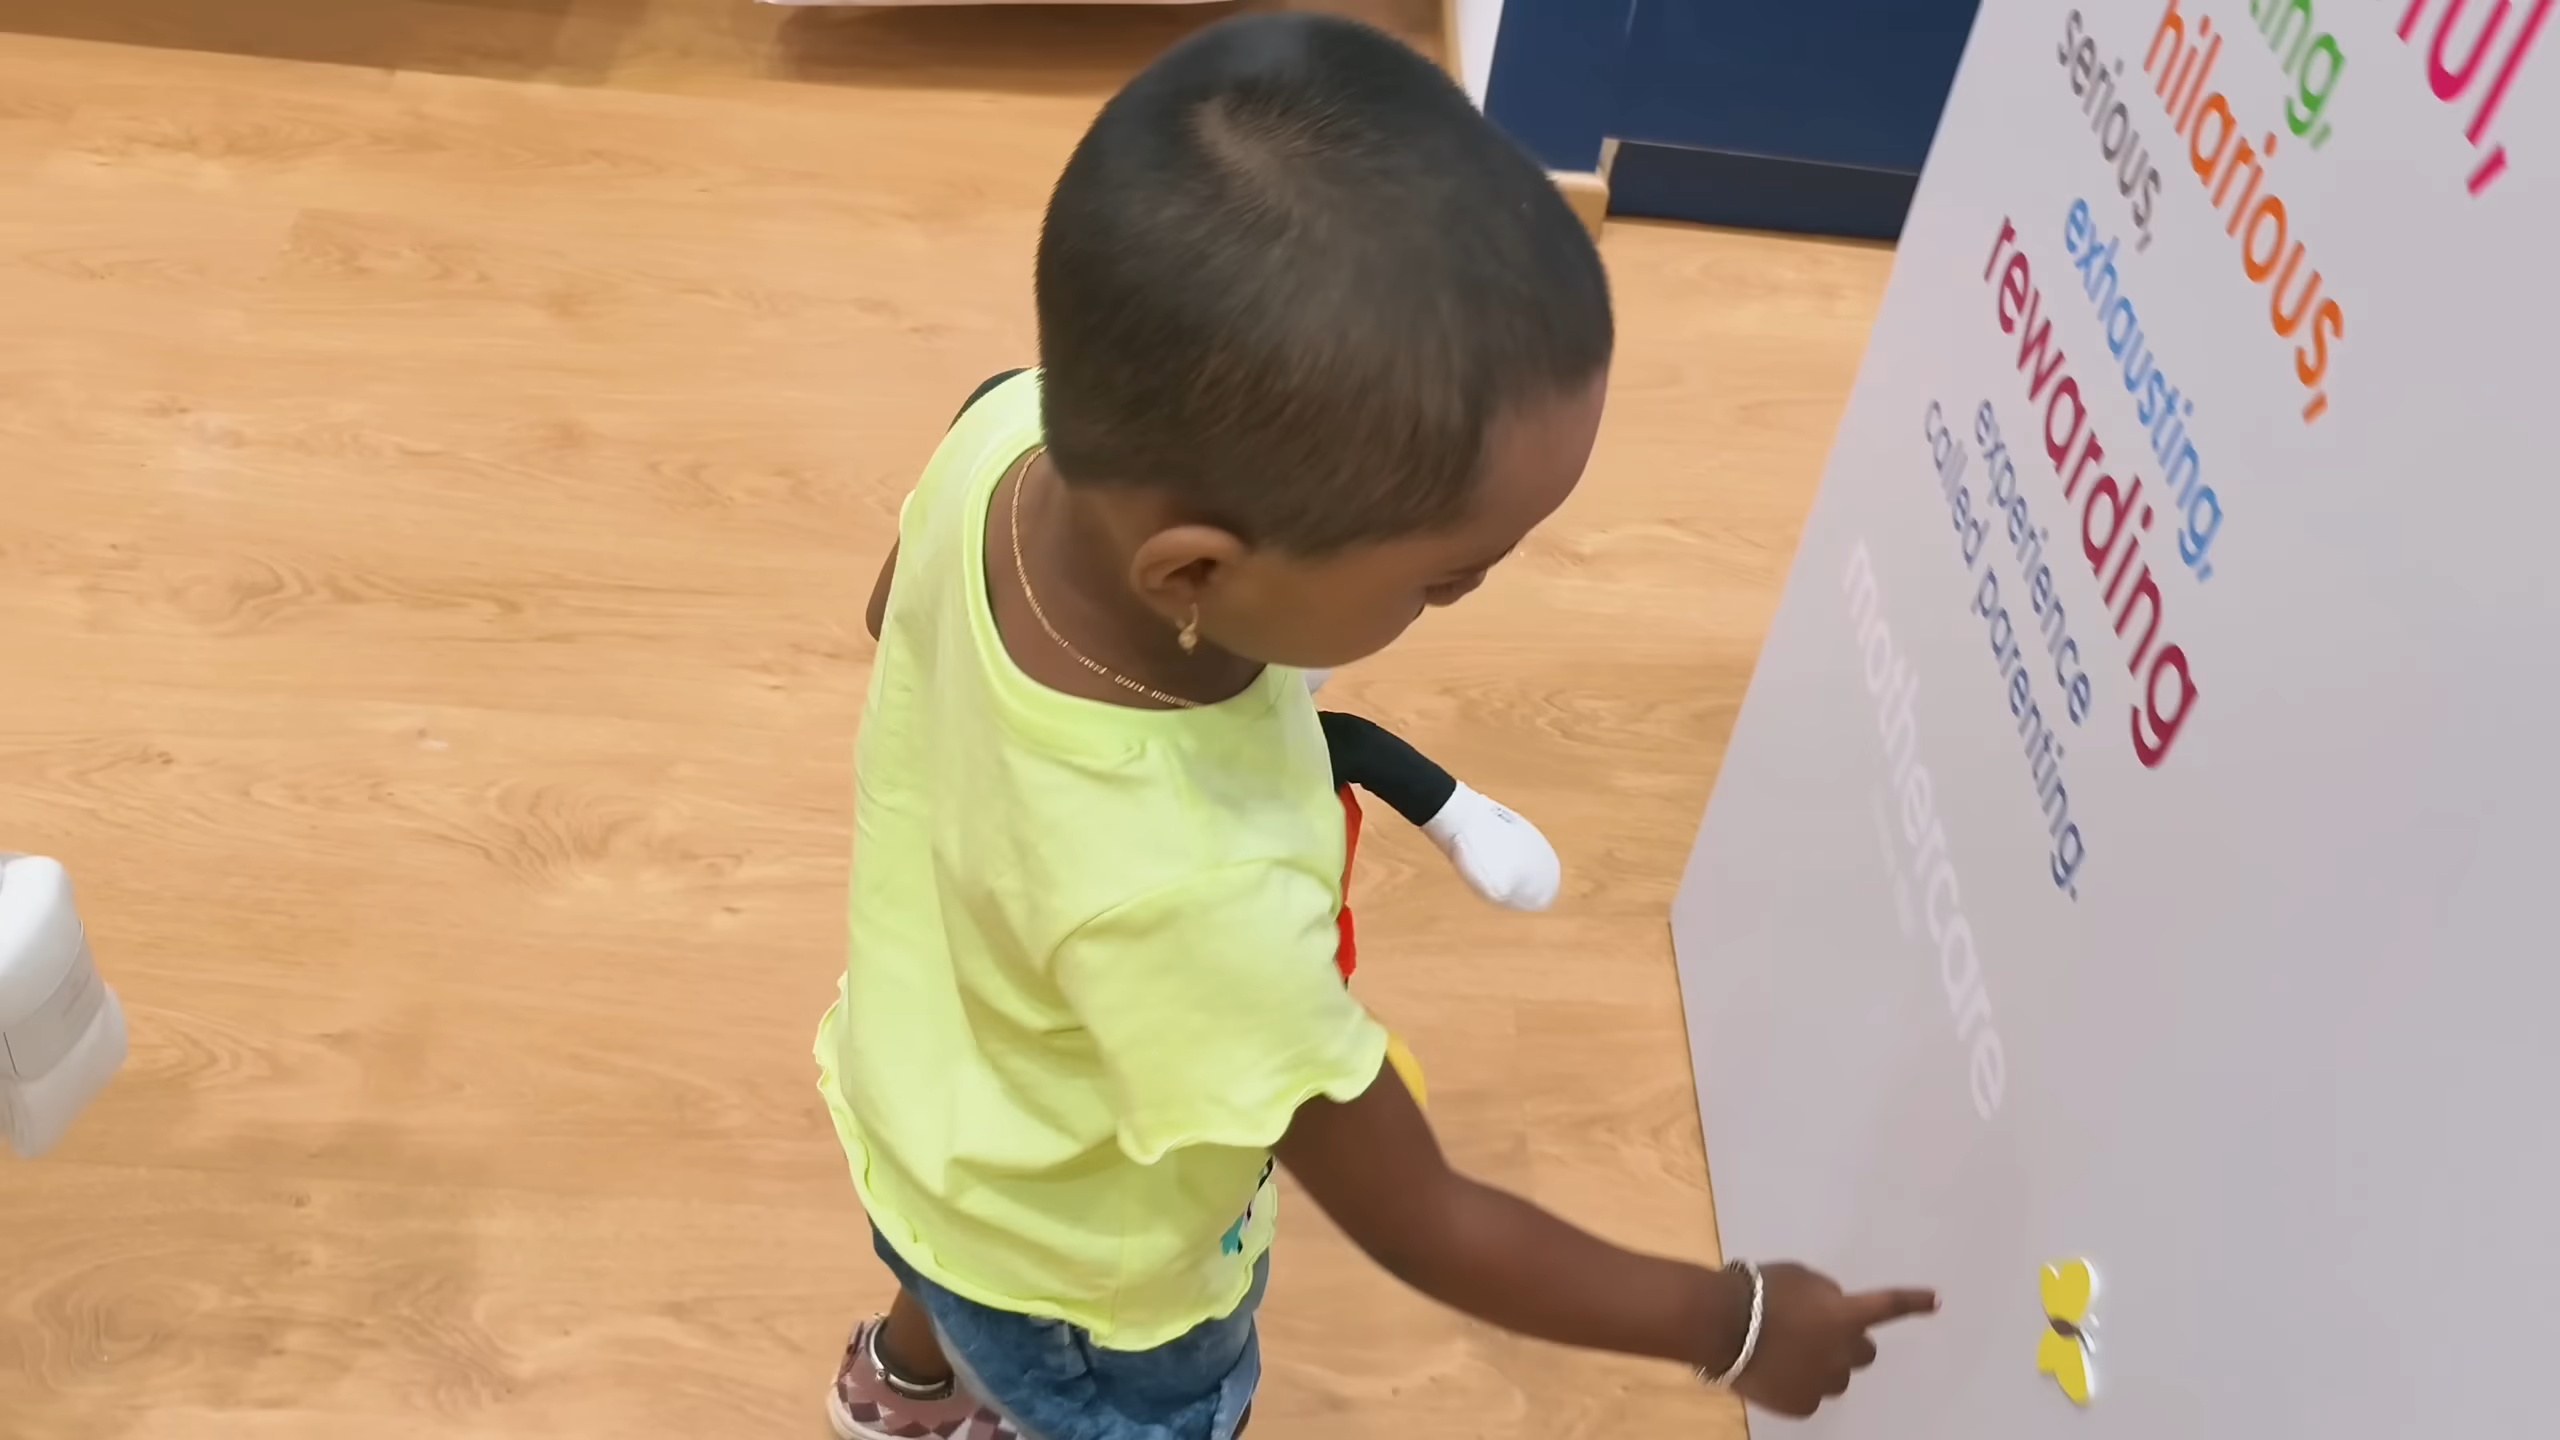 hilarious,
serious,
exhausting,
rewarding
experience
called parenting.
mothercare